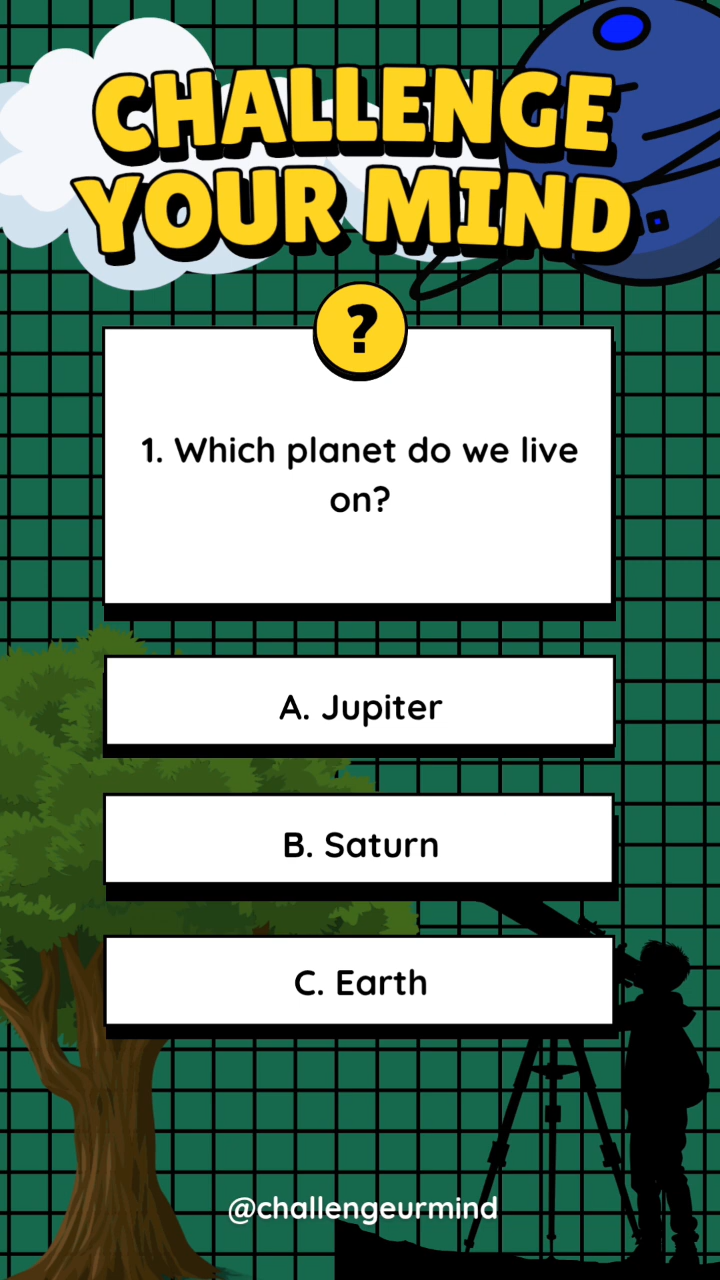 CHALLENGE
YOUR MIND
?
1. Which planet do we live
on?
A. Jupiter
B. Saturn
C. Earth
@challengeurmind